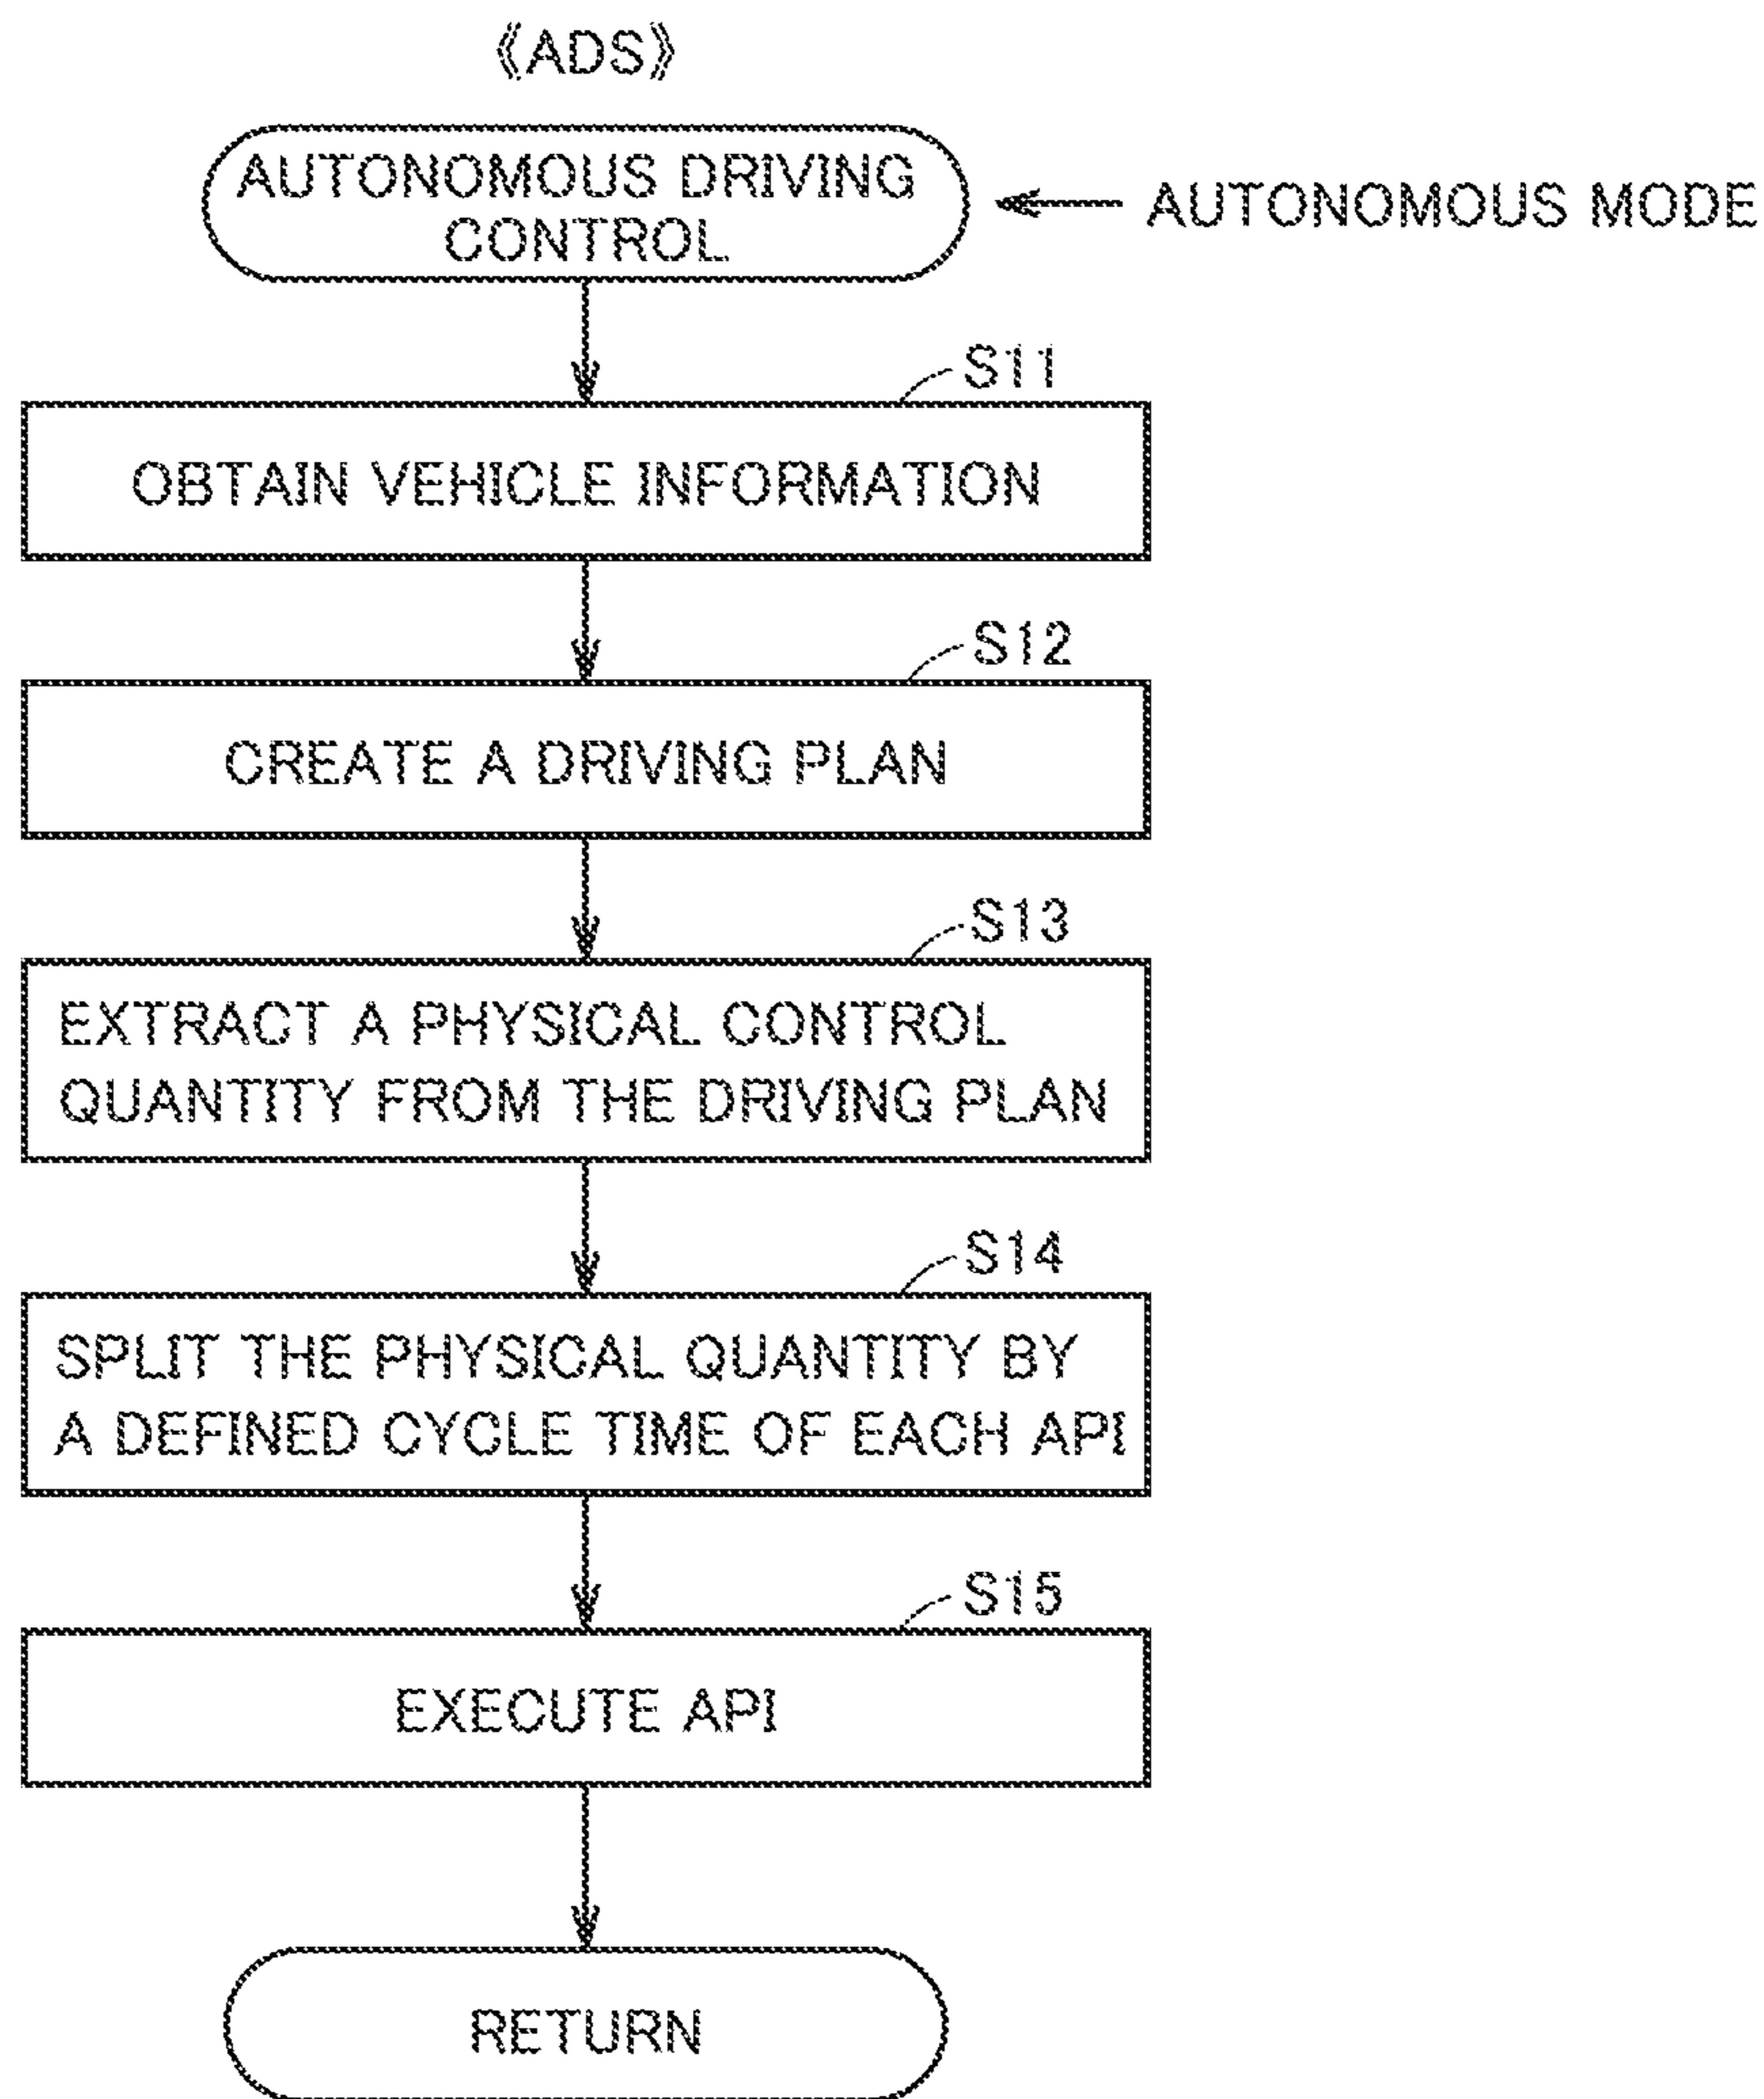 《ADS》
AUTONOMOUS DRIVING
CONTROL
AUTONOMOUS MODE
S11
OBTAIN VEHICLE INFORMATION
S12
CREATE A DRIVING PLAN
S13
EXTRACT A PHYSICAL CONTROL
QUANTITY FROM THE DRIVING PLAN
S14
SPLIT THE PHYSICAL QUANTITY BY
A DEFINED CYCLE TIME OF EACH API
S15
EXECUTE API
RETURN